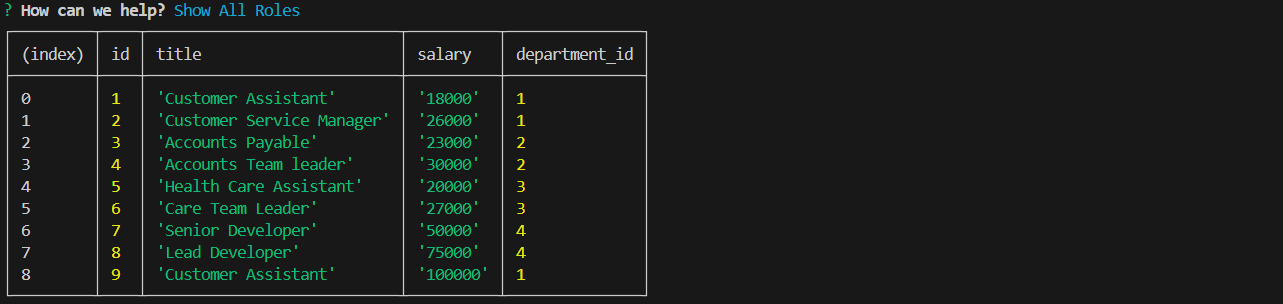 ? How can we help? Show All Roles
(index) id title salary department_id
0 1 'Customer Assistant' '18000' 1
1 2 'Customer Service Manager' '26000' 1
2 3 'Accounts Payable' '23000' 2
3 4 'Accounts Team leader' '30000' 2
4 5 'Health Care Assistant' '20000' 3
5 6 'Care Team Leader' '27000' 3
6 7 'Senior Developer' '50000' 4
7 8 'Lead Developer' '75000' 4
8 9 'Customer Assistant' '100000' 1